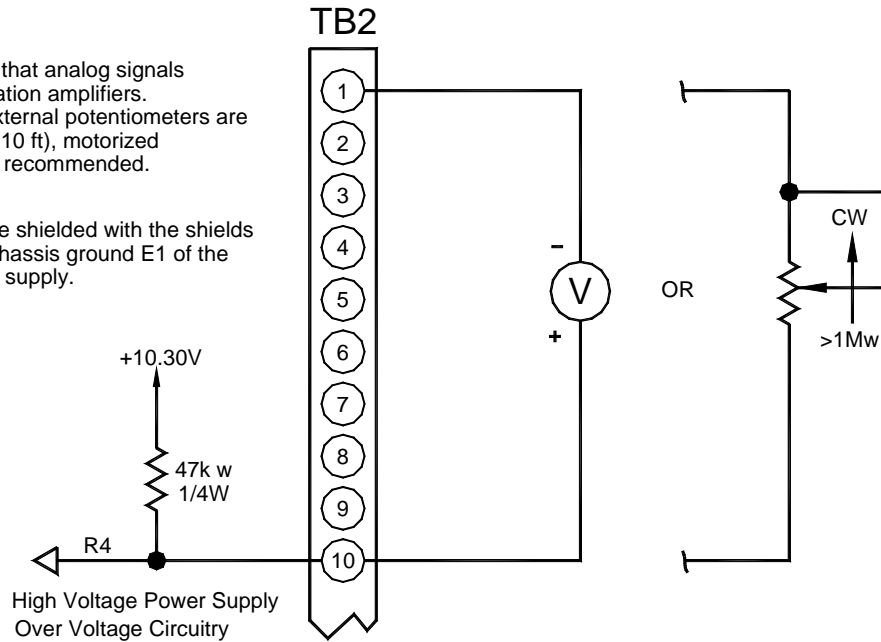 TB2
that analog signals
ation amplifiers.
xternal potentiometers are
10 ft), motorized
recommended.
e shielded with the shields
hassis ground E1 of the
supply.
1
2
3
4
5
6
7
8
9
10
-
V
+
OR
CW
>1Mw
+10.30V
47k w
1/4W
R4
High Voltage Power Supply
Over Voltage Circuitry